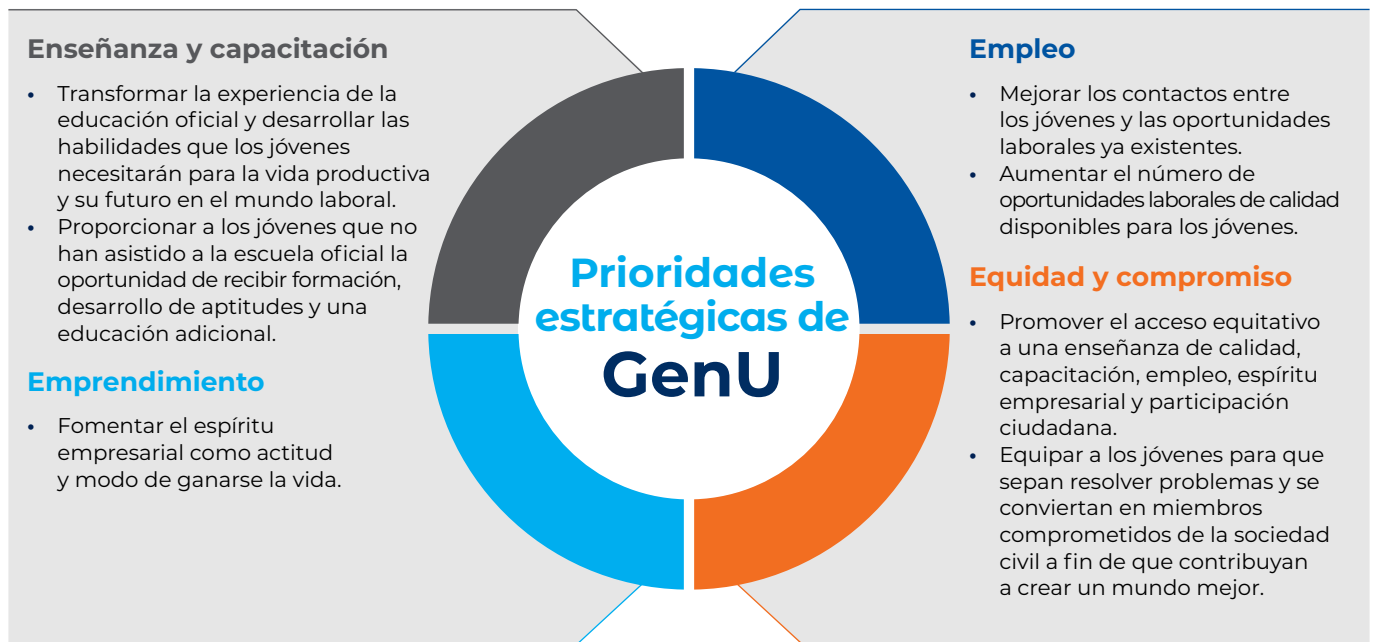 Enseñanza y capacitación
• Transformar la experiencia de la
educación oficial y desarrollar las
habilidades que los jóvenes
necesitarán para la vida productiva
y su futuro en el mundo laboral.
• Proporcionar a los jóvenes que no
han asistido a la escuela oficial la
oportunidad de recibir formación,
desarrollo de aptitudes y una
educación adicional.
Emprendimiento
• Fomentar el espíritu
empresarial como actitud
y modo de ganarse la vida.
Prioridades
estratégicas de
GenU
Empleo
• Mejorar los contactos entre
los jóvenes y las oportunidades
laborales ya existentes.
• Aumentar el número de
oportunidades laborales de calidad
disponibles para los jóvenes.
Equidad y compromiso
• Promover el acceso equitativo
a una enseñanza de calidad,
capacitación, empleo, espíritu
empresarial y participación
ciudadana.
• Equipar a los jóvenes para que
sepan resolver problemas y se
conviertan en miembros
comprometidos de la sociedad
civil a fin de que contribuyan
a crear un mundo mejor.